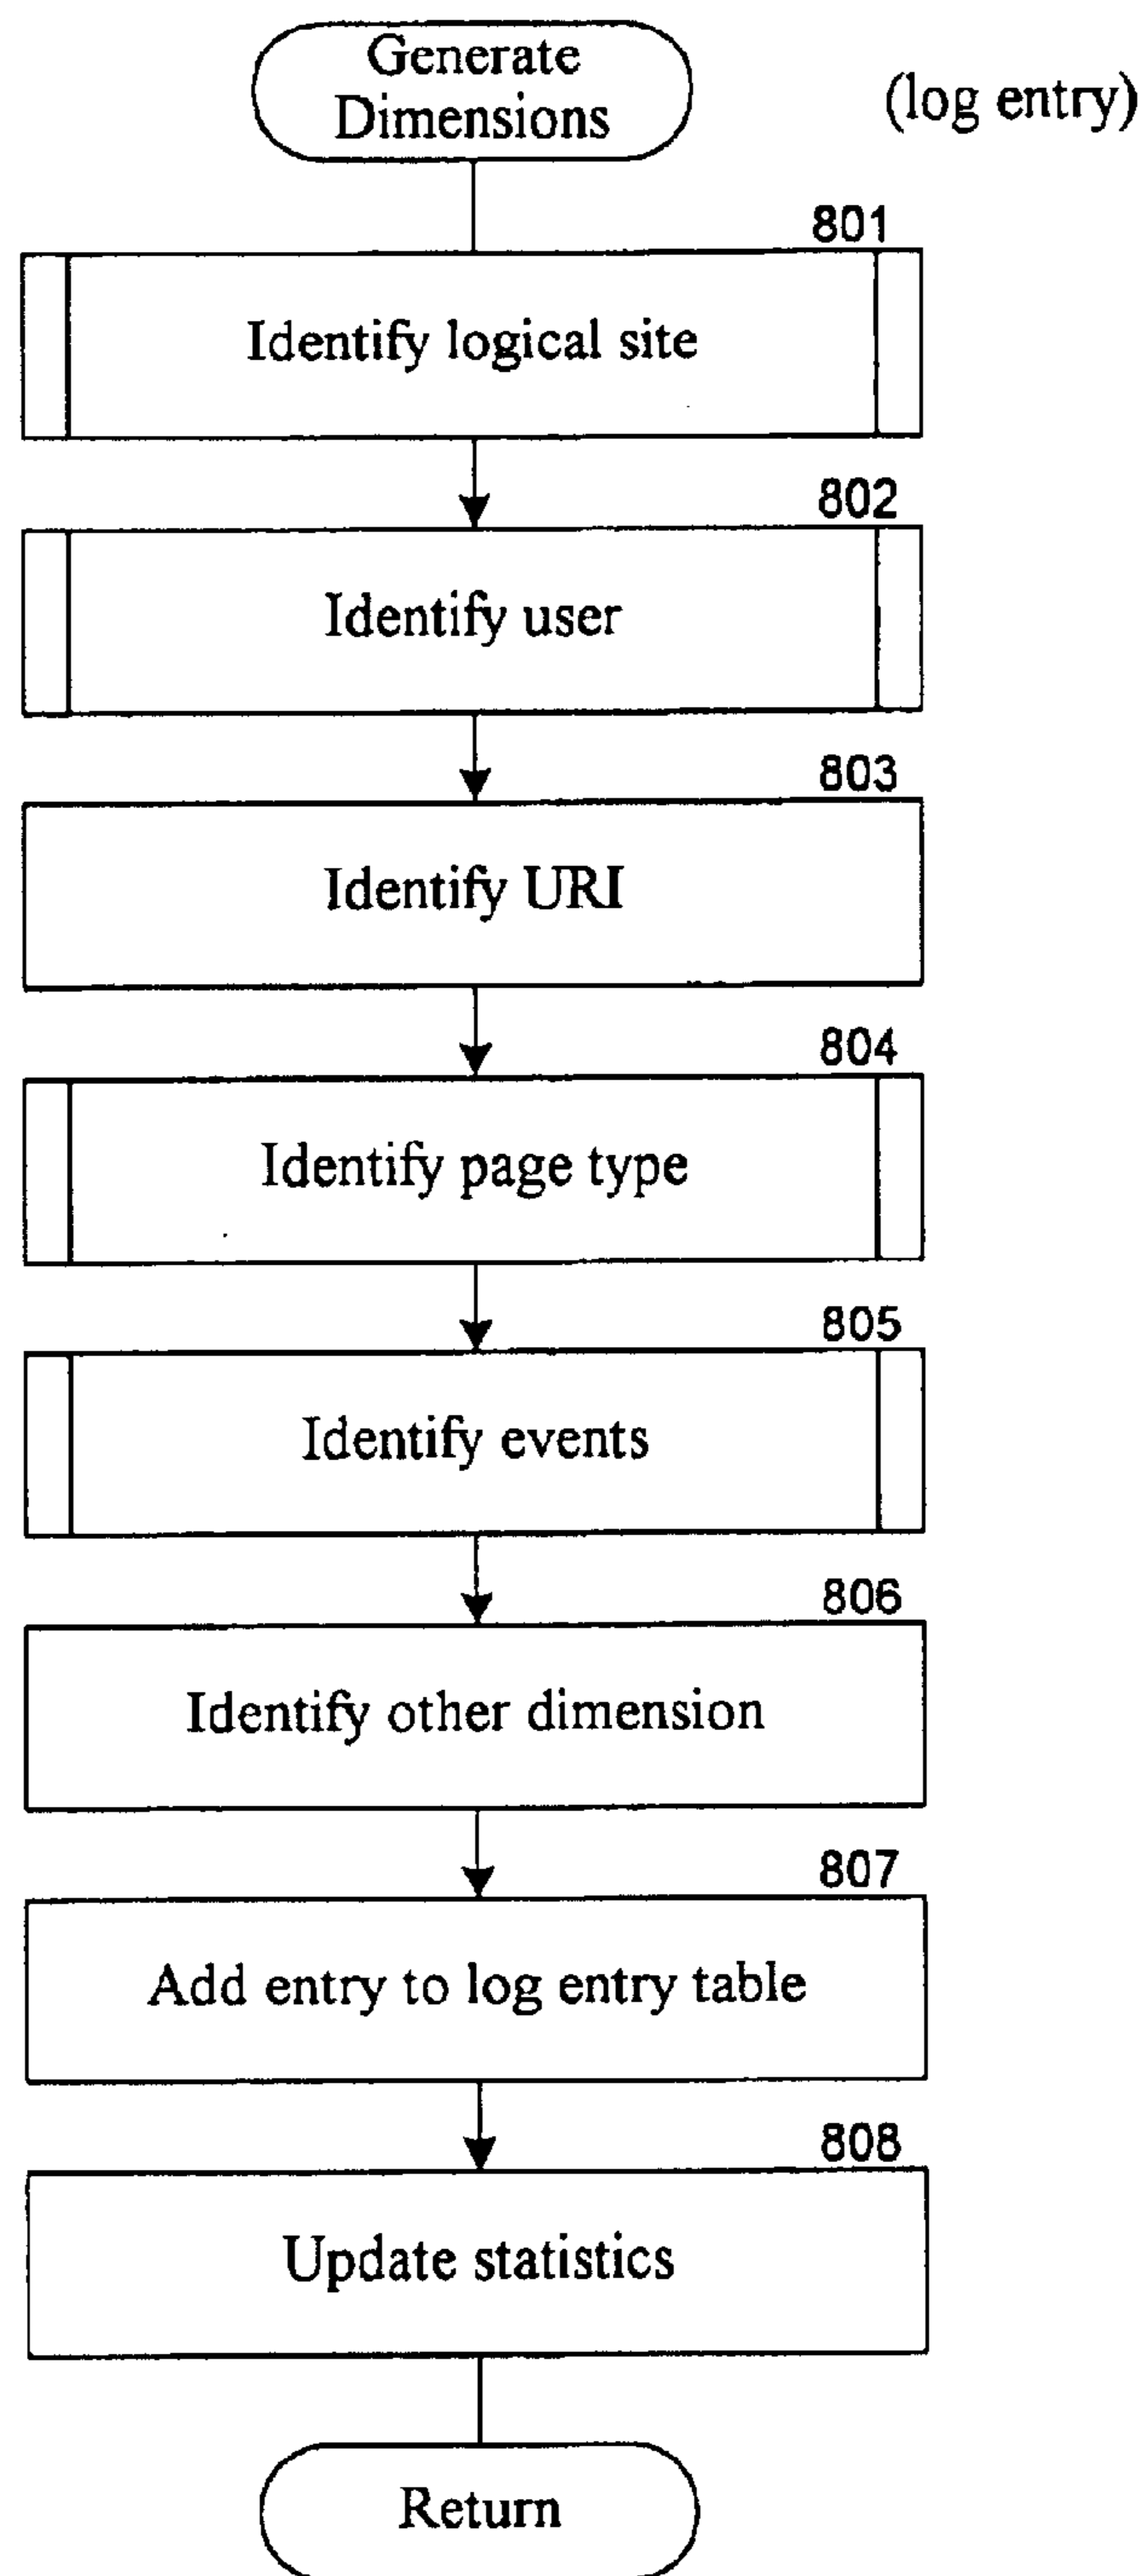 Generate
Dimensions
(log entry)
801
Identify logical site
802
Identify user
803
Identify URI
804
Identify page type
805
Identify events
806
Identify other dimension
807
Add entry to log entry table
808
Update statistics
Return